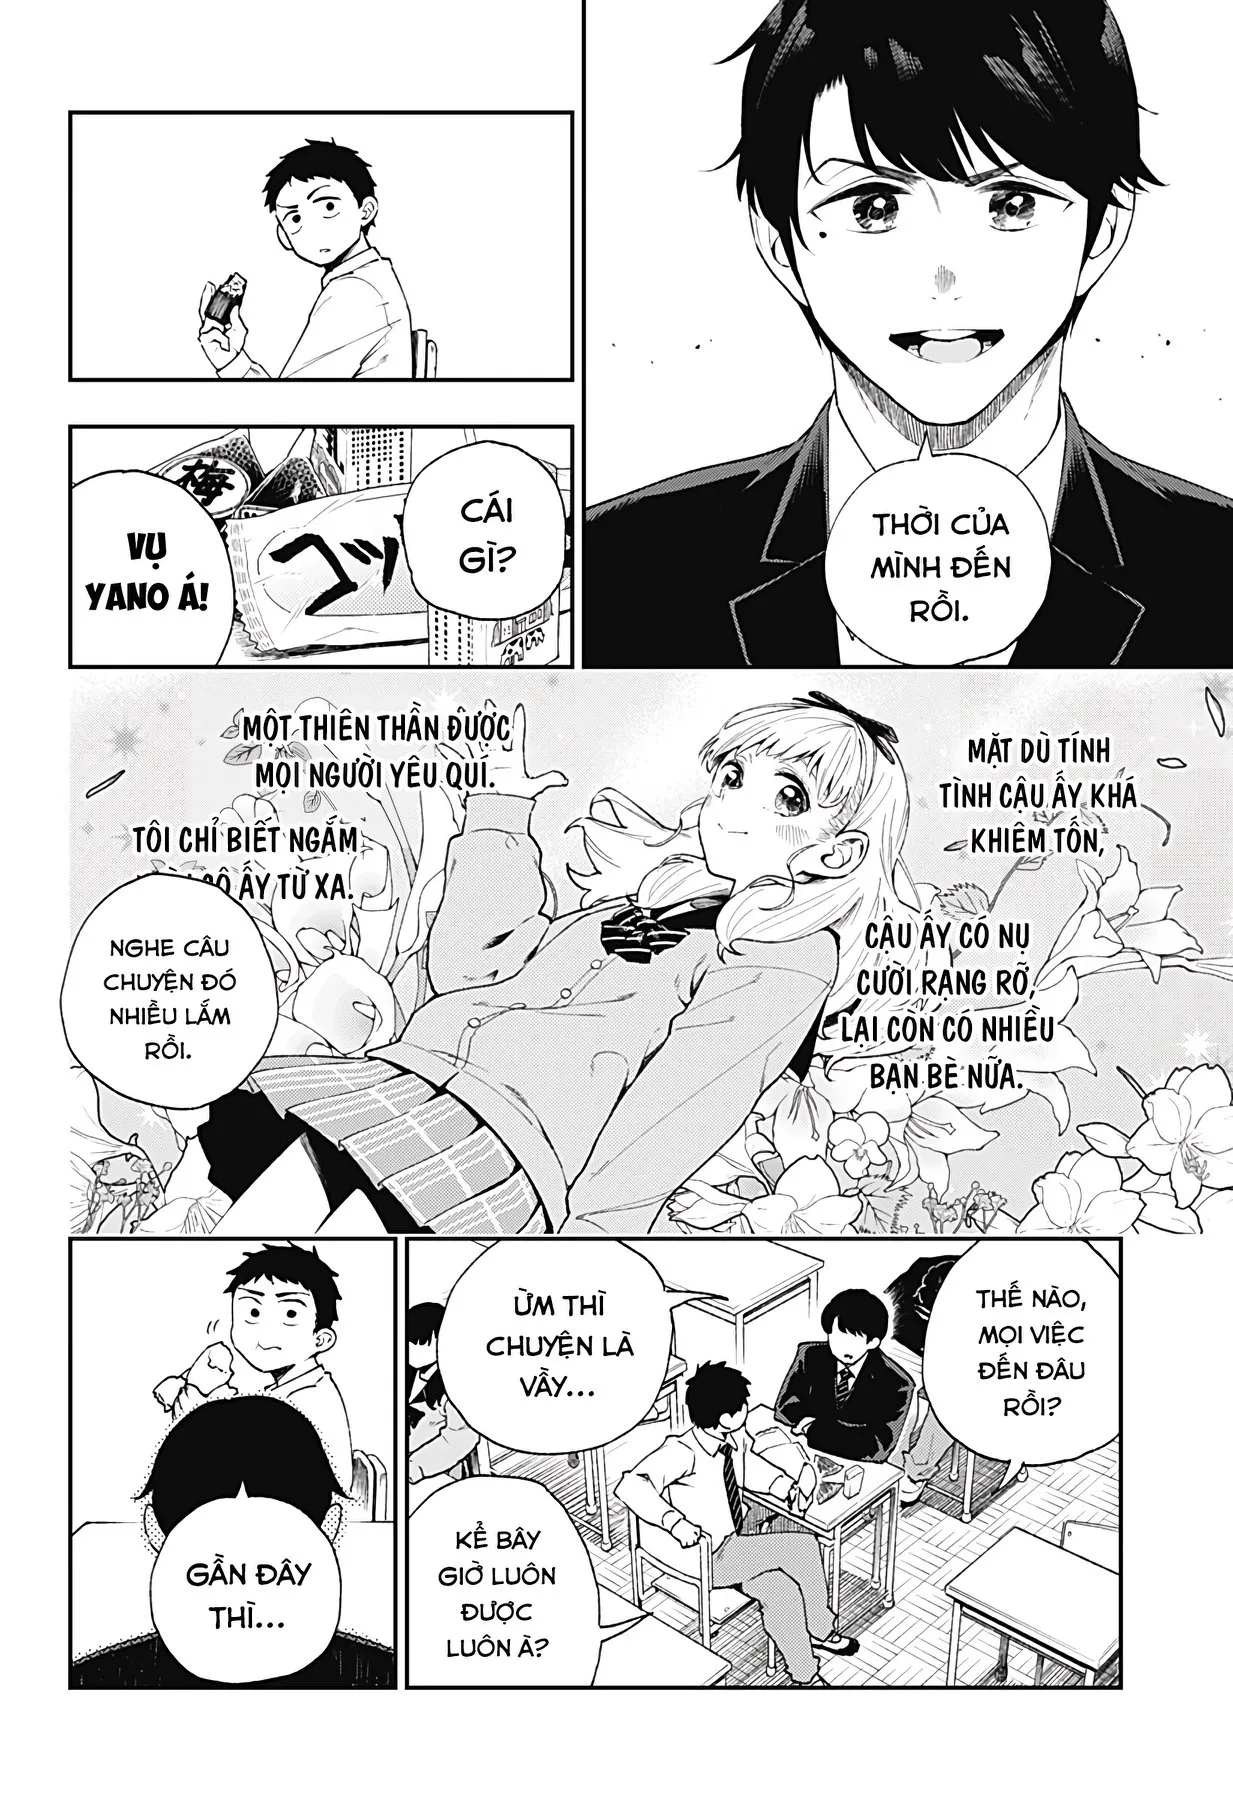 THỜI CỦA
MÌNH ĐẾN
RỒI.
CÁI
GÌ?
VỤ
YANO Á!
梅
コッ
MẶT DÙ TÍNH
TÌNH CẬU ẤY KHÁ
KHIÊM TỐN,
CẬU ẤY CÓ NỤ
CƯỜI RẠNG RỠ,
LẠI CÒN CÓ NHIỀU
BẠN BÈ NỮA.
MỘT THIÊN THẦN ĐƯỢC
MỌI NGƯỜI YÊU QUÍ.
TÔI CHỈ BIẾT NGẮM
ẤY TỪ XA.
NGHE CÂU
CHUYỆN ĐÓ
NHIỀU LẮM
RỒI.
THẾ NÀO,
MỌI VIỆC
ĐẾN ĐÂU
RỒI?
ỪM THÌ
CHUYỆN LÀ
VẦY...
KỂ BÂY
GIỜ LUÔN
ĐƯỢC
LUÔN À?
GẦN ĐÂY
THÌ...